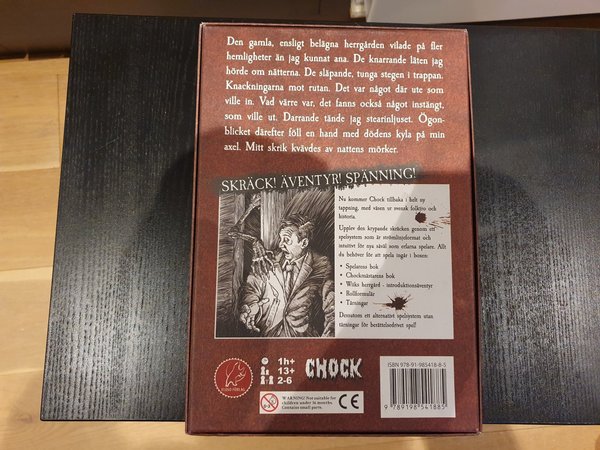 Den gamla, ensligt belägna herrgården vilade på fler
hemligheter än jag kunnat ana. De knarrande låten jag
hörde om nätterna. De släpande, tunga stegen i trappan.
Knackningarna mot rutan. Det var något där ute som
ville in. Vad värre var, det fanns också något instängt,
som ville ut. Darrande tände jag stearinljuset. Ögon-
blicket därefter föll en hand med dödens kyla på min
axel. Mitt skrik kvävdes av nattens mörker.
SKRÄCK! ÄVENTYR! SPÄNNING!
Nu kommer Chock tillbaka i helt ny
tappning, med väsen ur svensk folktro och
historia.
Upplev den krypande skräcken genom ett
spelsystem som är strömlinjeformat och
intuitivt för nya såväl som erfarna spelare. Allt
du behöver för att spela ingår i boxen:
• Spelarens bok
• Chockmästarens bok
• Wiiks herrgård - introduktionsäventyr
• Rollformulär
• Tärningar
Dessutom ett alternativt spelsystem utan
tärningar för berättelsedrivet spel!
1h+
13+
2-6
CHOCK
WARNING! Not suitable for
children under 36 months.
Contains small parts.
CE
ISBN 978-91-985418-8-5
9 789198 541885